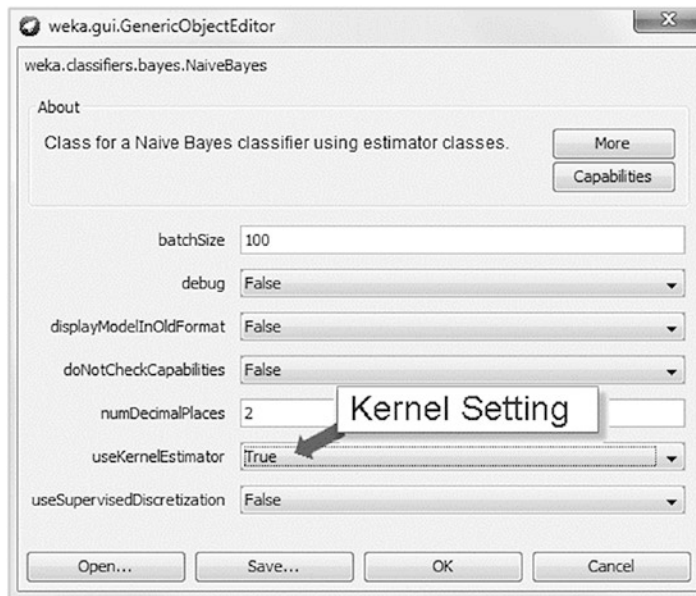 weka.gui.GenericObjectEditor
weka.classifiers.bayes.NaiveBayes
About
Class for a Naive Bayes classifier using estimator classes.
More
Capabilities
batchSize 100
debug False
displayModelInOldFormat False
doNotCheckCapabilities False
numDecimalPlaces 2
Kernel Setting
useKernelEstimator True
useSupervisedDiscretization False
Open... Save... OK Cancel